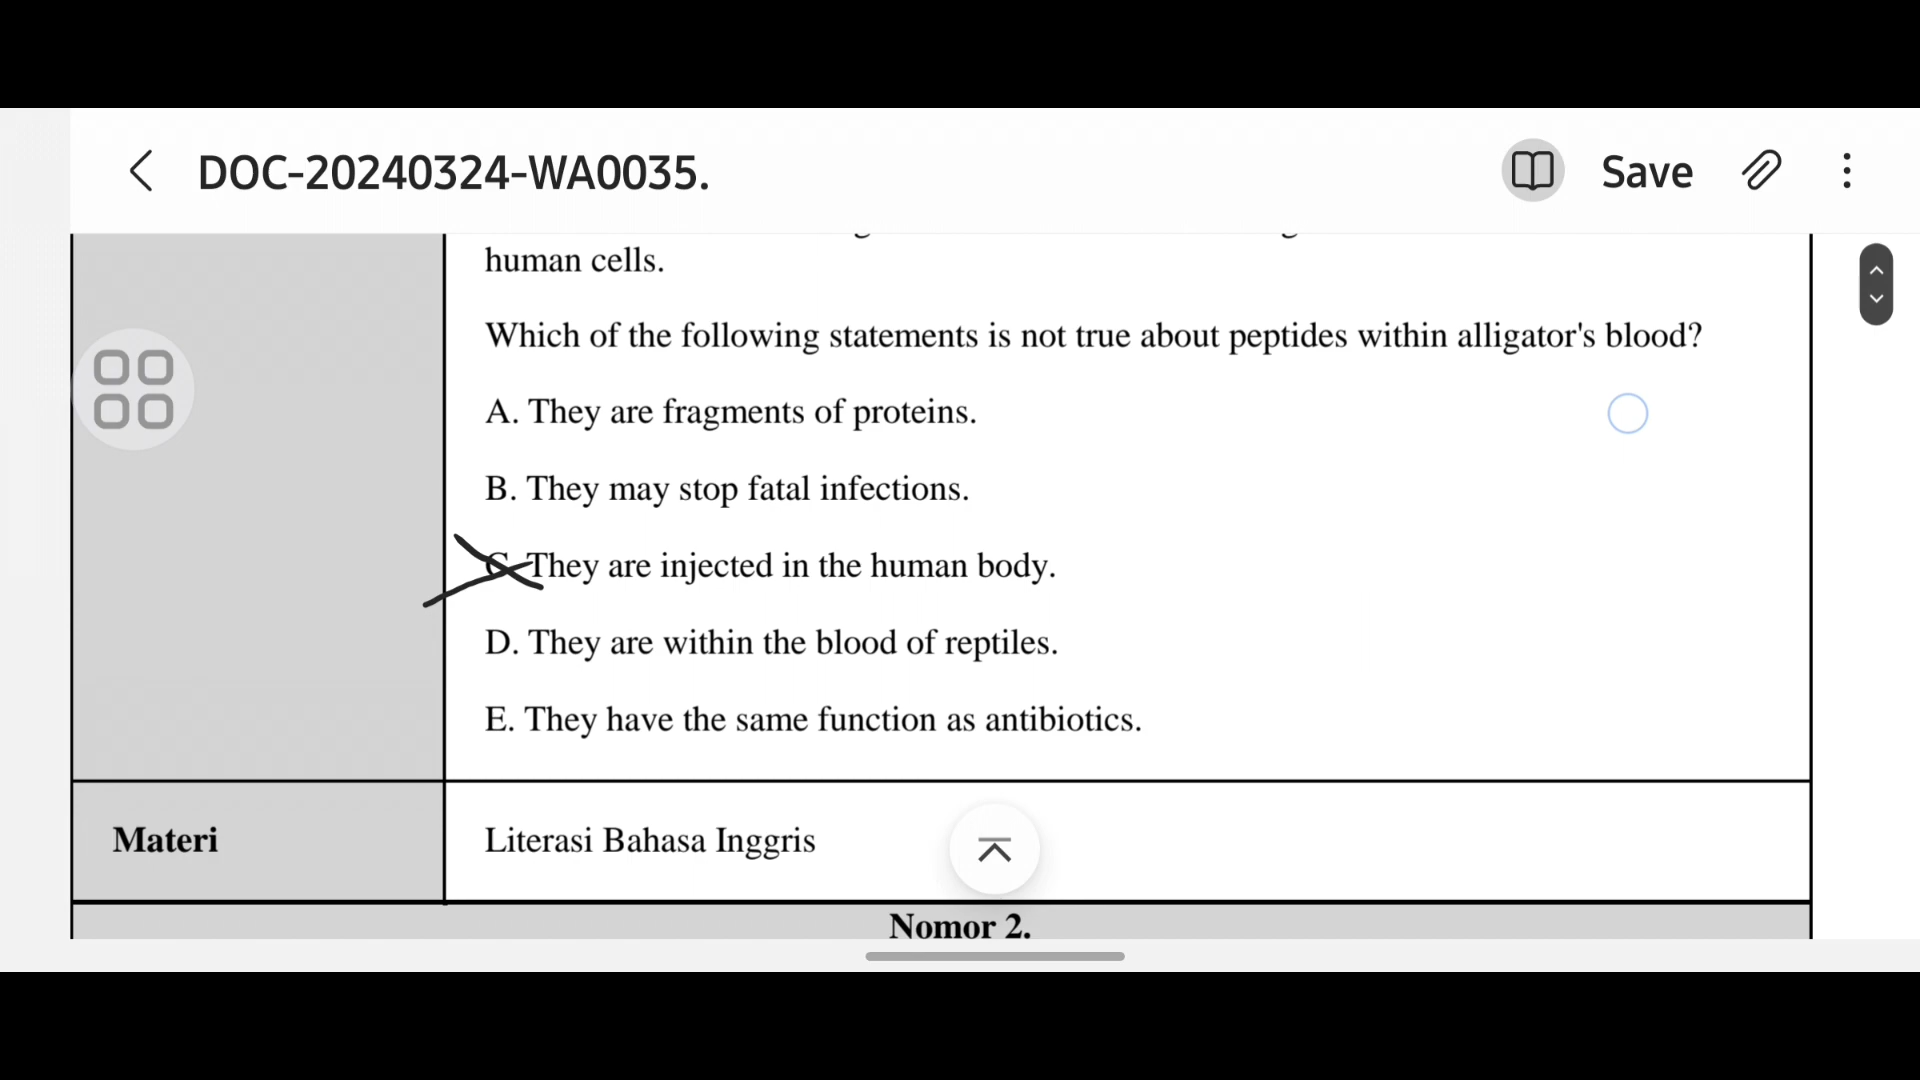 DOC-20240324-WA0035.
Save
human cells.
Which of the following statements is not true about peptides within alligator's blood?
A. They are fragments of proteins.
B. They may stop fatal infections.
C. They are injected in the human body.
D. They are within the blood of reptiles.
E. They have the same function as antibiotics.
Materi
Literasi Bahasa Inggris
Nomor 2.